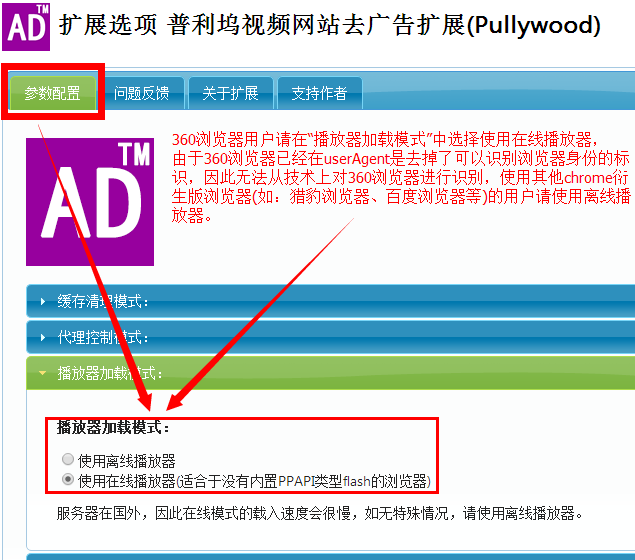 AD™ 扩展选项 普利坞视频网站去广告扩展(Pullywood)
参数配置 问题反馈 关于扩展 支持作者
AD™
360浏览器用户请在“播放器加载模式”中选择使用在线播放器，
由于360浏览器已经在userAgent是去掉了可以识别浏览器身份的标
识，因此无法从技术上对360浏览器进行识别，使用其他chrome衍
生版浏览器(如：猎豹浏览器、百度浏览器等)的用户请使用离线播
放器。
缓存清理模式：
代理控制模式：
播放器加载模式：
播放器加载模式：
使用离线播放器
使用在线播放器(适合于没有内置PPAPI类型flash的浏览器)
服务器在国外，因此在线模式的载入速度会很慢，如无特殊情况，请使用离线播放器。